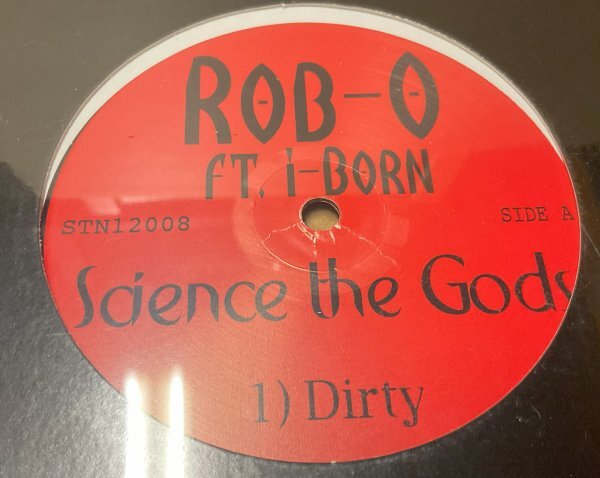 ROB-O
FT. I-BORN
STN12008
SIDE A
Science the Gods
1) Dirty